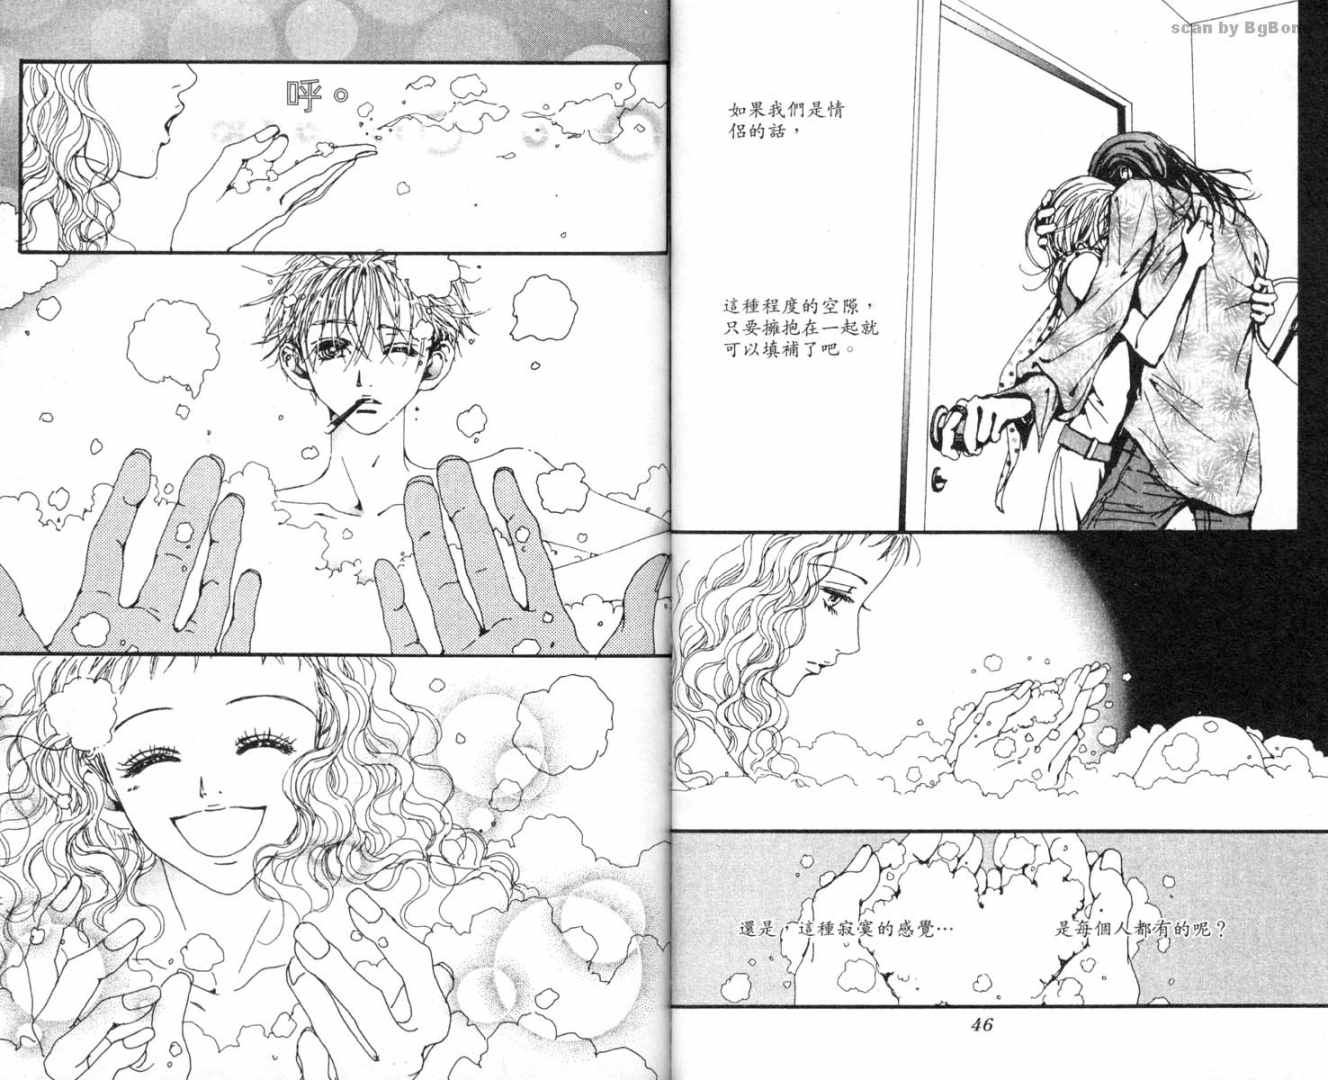 scan by BgBon
如果我們是情
侶的話，
這種程度的空隙，
只要擁抱在一起就
可以填補了吧。
還是，這種寂寞的感覺…
是每個人都有的呢？
46
呼。